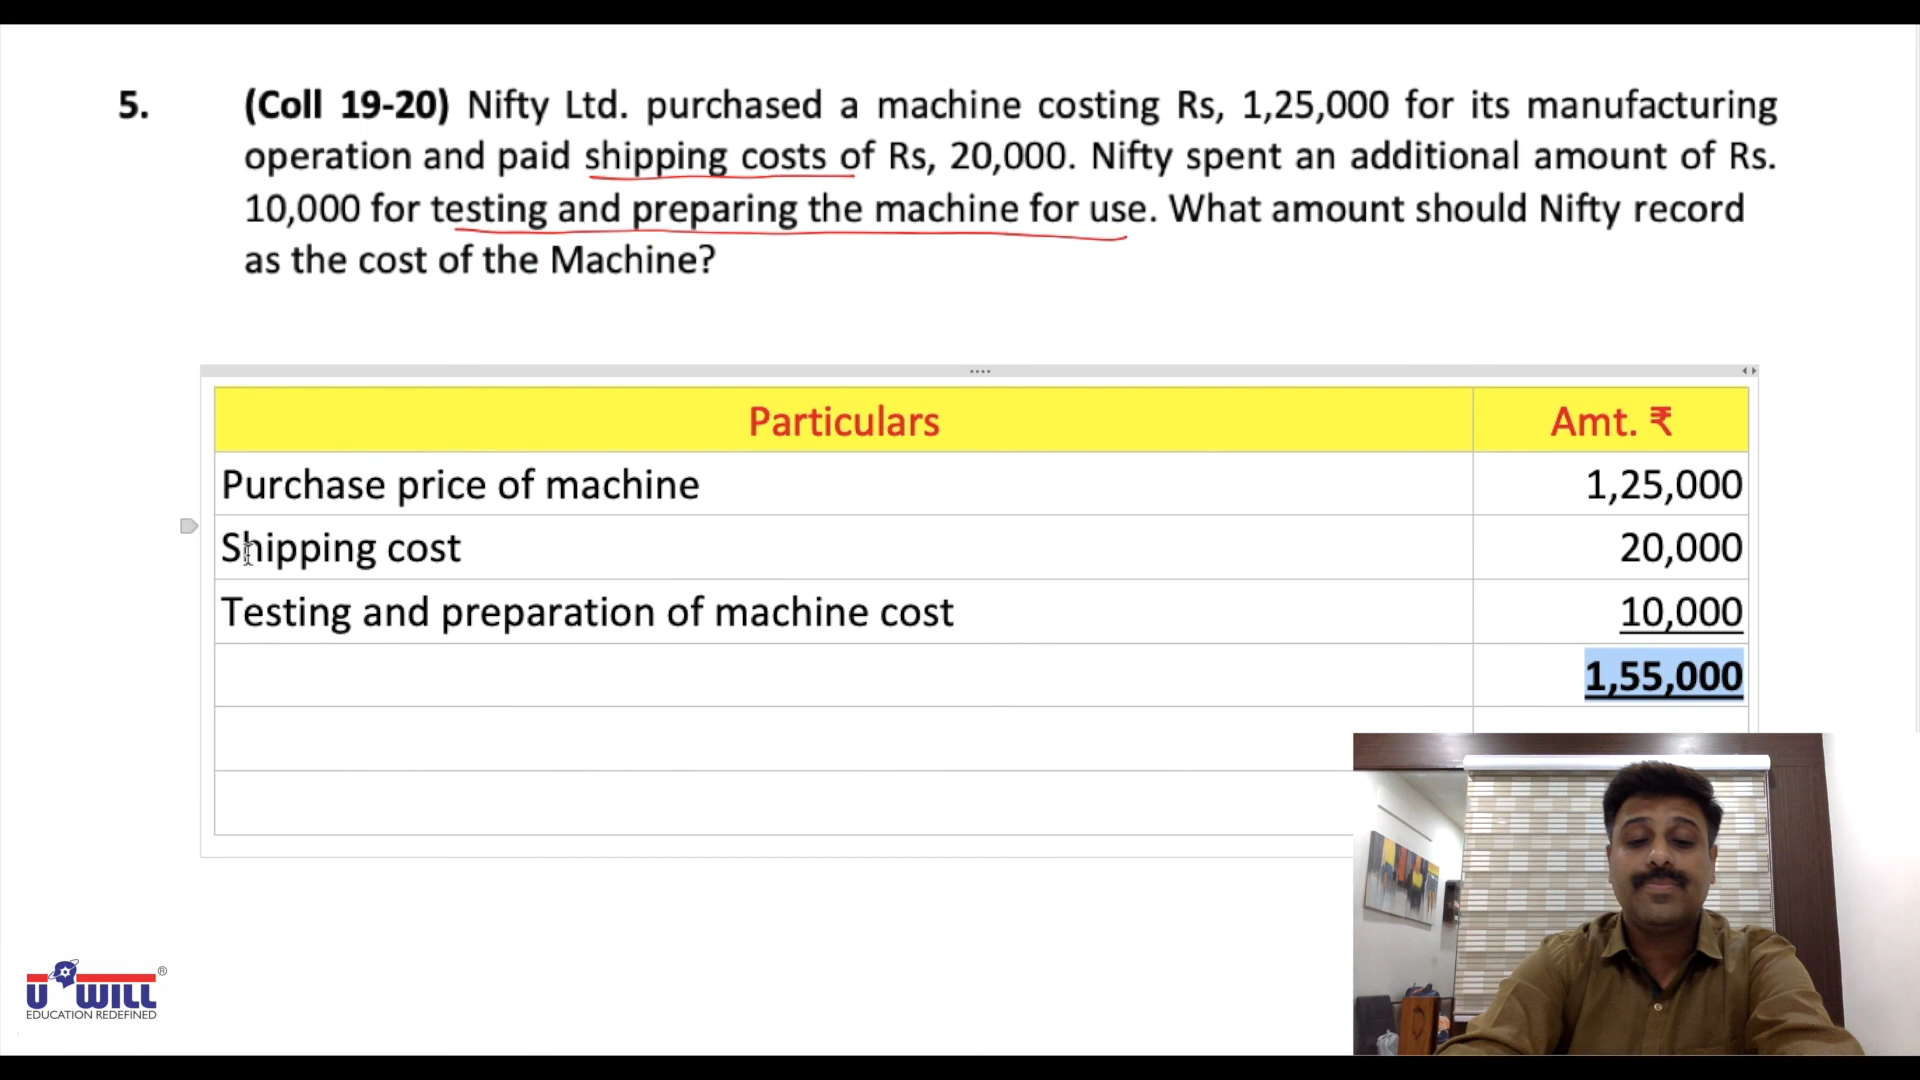 5. (Coll 19-20) Nifty Ltd. purchased a machine costing Rs, 1,25,000 for its manufacturing
operation and paid shipping costs of Rs, 20,000. Nifty spent an additional amount of Rs.
10,000 for testing and preparing the machine for use. What amount should Nifty record
as the cost of the Machine?
Particulars Amt. ₹
Purchase price of machine 1,25,000
Shipping cost 20,000
Testing and preparation of machine cost 10,000
1,55,000
U WILL ®
EDUCATION REDEFINED